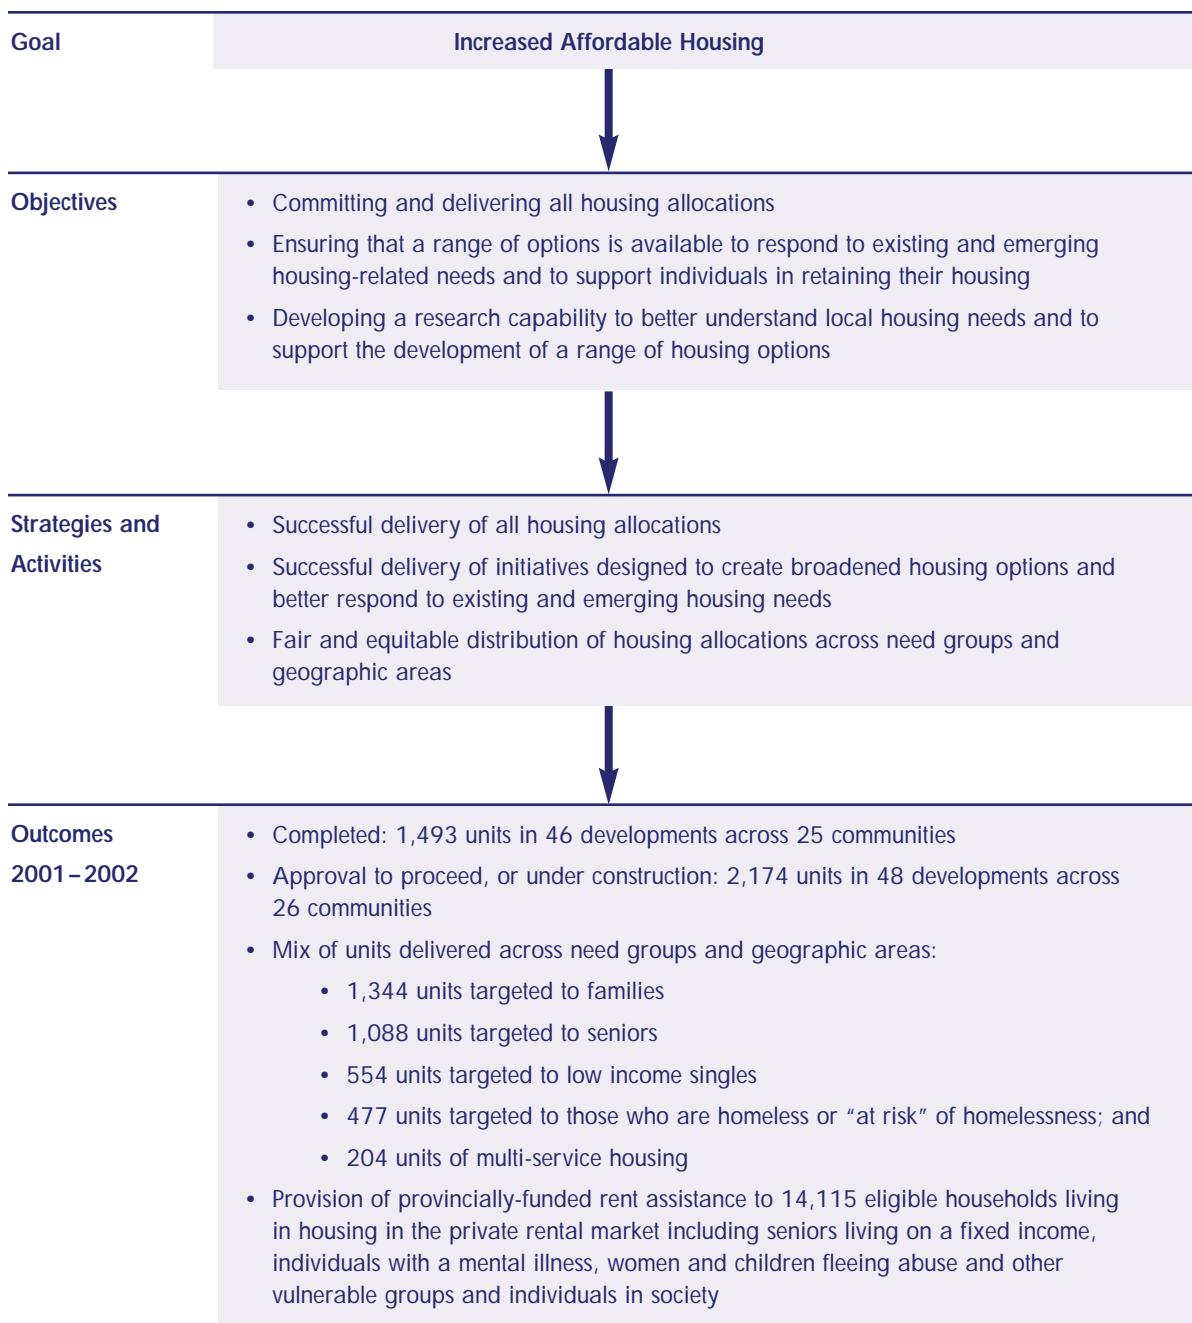 Goal
Increased Affordable Housing
Objectives
• Committing and delivering all housing allocations
• Ensuring that a range of options is available to respond to existing and emerging
housing-related needs and to support individuals in retaining their housing
• Developing a research capability to better understand local housing needs and to
support the development of a range of housing options
Strategies and
Activities
• Successful delivery of all housing allocations
• Successful delivery of initiatives designed to create broadened housing options and
better respond to existing and emerging housing needs
• Fair and equitable distribution of housing allocations across need groups and
geographic areas
Outcomes
2001–2002
• Completed: 1,493 units in 46 developments across 25 communities
• Approval to proceed, or under construction: 2,174 units in 48 developments across
26 communities
• Mix of units delivered across need groups and geographic areas:
• 1,344 units targeted to families
• 1,088 units targeted to seniors
• 554 units targeted to low income singles
• 477 units targeted to those who are homeless or “at risk” of homelessness; and
• 204 units of multi-service housing
• Provision of provincially-funded rent assistance to 14,115 eligible households living
in housing in the private rental market including seniors living on a fixed income,
individuals with a mental illness, women and children fleeing abuse and other
vulnerable groups and individuals in society